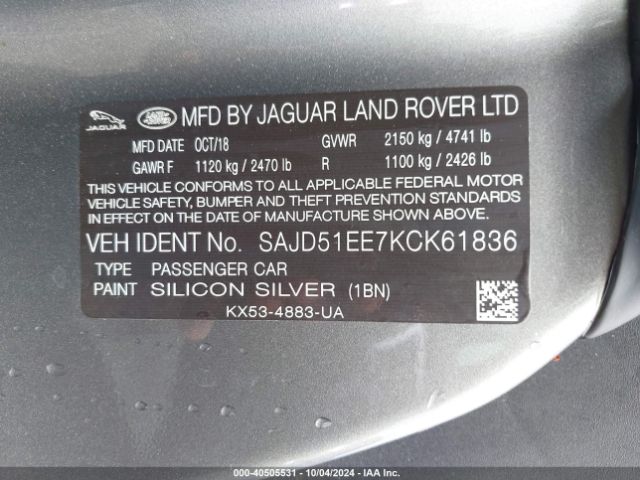 JAGUAR LAND ROVER MFD BY JAGUAR LAND ROVER LTD
MFD DATE OCT/18 GVWR 2150 kg / 4741 lb
GAWR F 1120 kg / 2470 lb R 1100 kg / 2426 lb
THIS VEHICLE CONFORMS TO ALL APPLICABLE FEDERAL MOTOR
VEHICLE SAFETY, BUMPER AND THEFT PREVENTION STANDARDS
IN EFFECT ON THE DATE OF MANUFACTURE SHOWN ABOVE.
VEH IDENT No. SAJD51EE7KCK61836
TYPE PASSENGER CAR
PAINT SILICON SILVER (1BN)
KX53-4883-UA
000-40505531 - 10/04/2024 - IAA Inc.